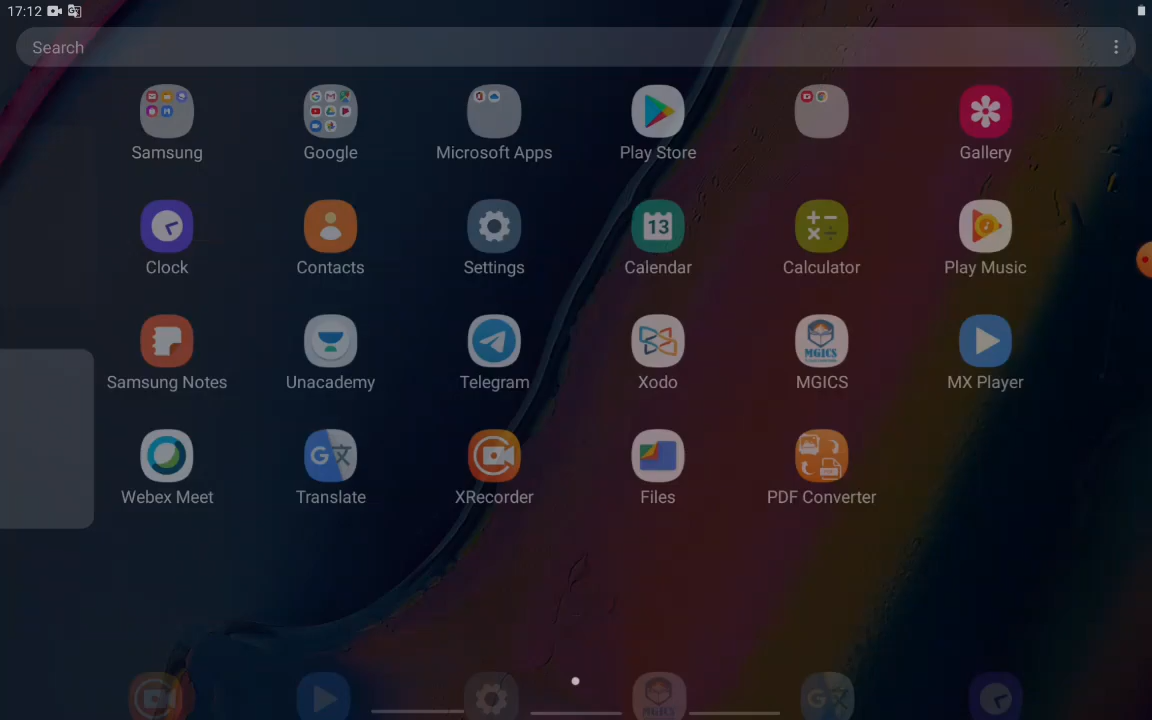 17:12
Search
Samsung Google Microsoft Apps Play Store Gallery
13
Clock Contacts Settings Calendar Calculator Play Music
MGICS
Samsung Notes Unacademy Telegram Xodo MGICS MX Player
Webex Meet Translate XRecorder Files PDF Converter